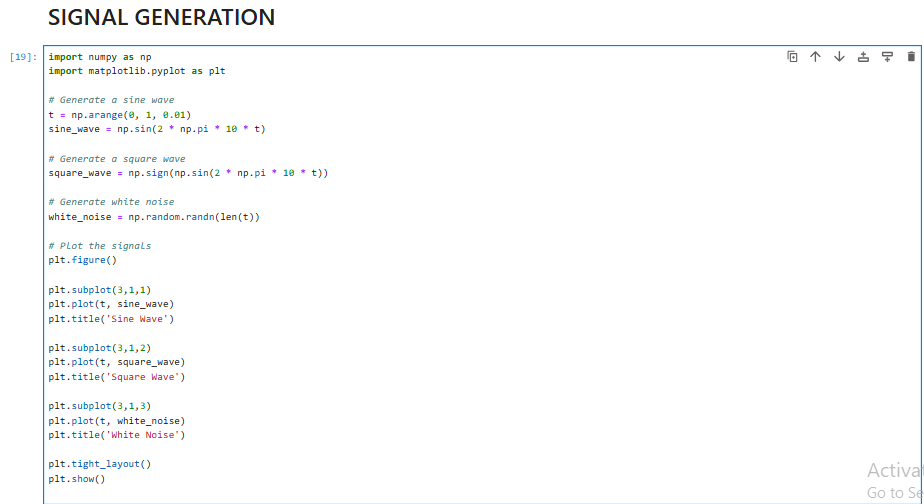 SIGNAL GENERATION
[19]:
import numpy as np
import matplotlib.pyplot as plt
# Generate a sine wave
t = np.arange(0, 1, 0.01)
sine_wave = np.sin(2 * np.pi * 10 * t)
# Generate a square wave
square_wave = np.sign(np.sin(2 * np.pi * 10 * t))
# Generate white noise
white_noise = np.random.randn(len(t))
# Plot the signals
plt.figure()
plt.subplot(3,1,1)
plt.plot(t, sine_wave)
plt.title('Sine Wave')
plt.subplot(3,1,2)
plt.plot(t, square_wave)
plt.title('Square Wave')
plt.subplot(3,1,3)
plt.plot(t, white_noise)
plt.title('White Noise')
plt.tight_layout()
plt.show()
Activa
Go to Se